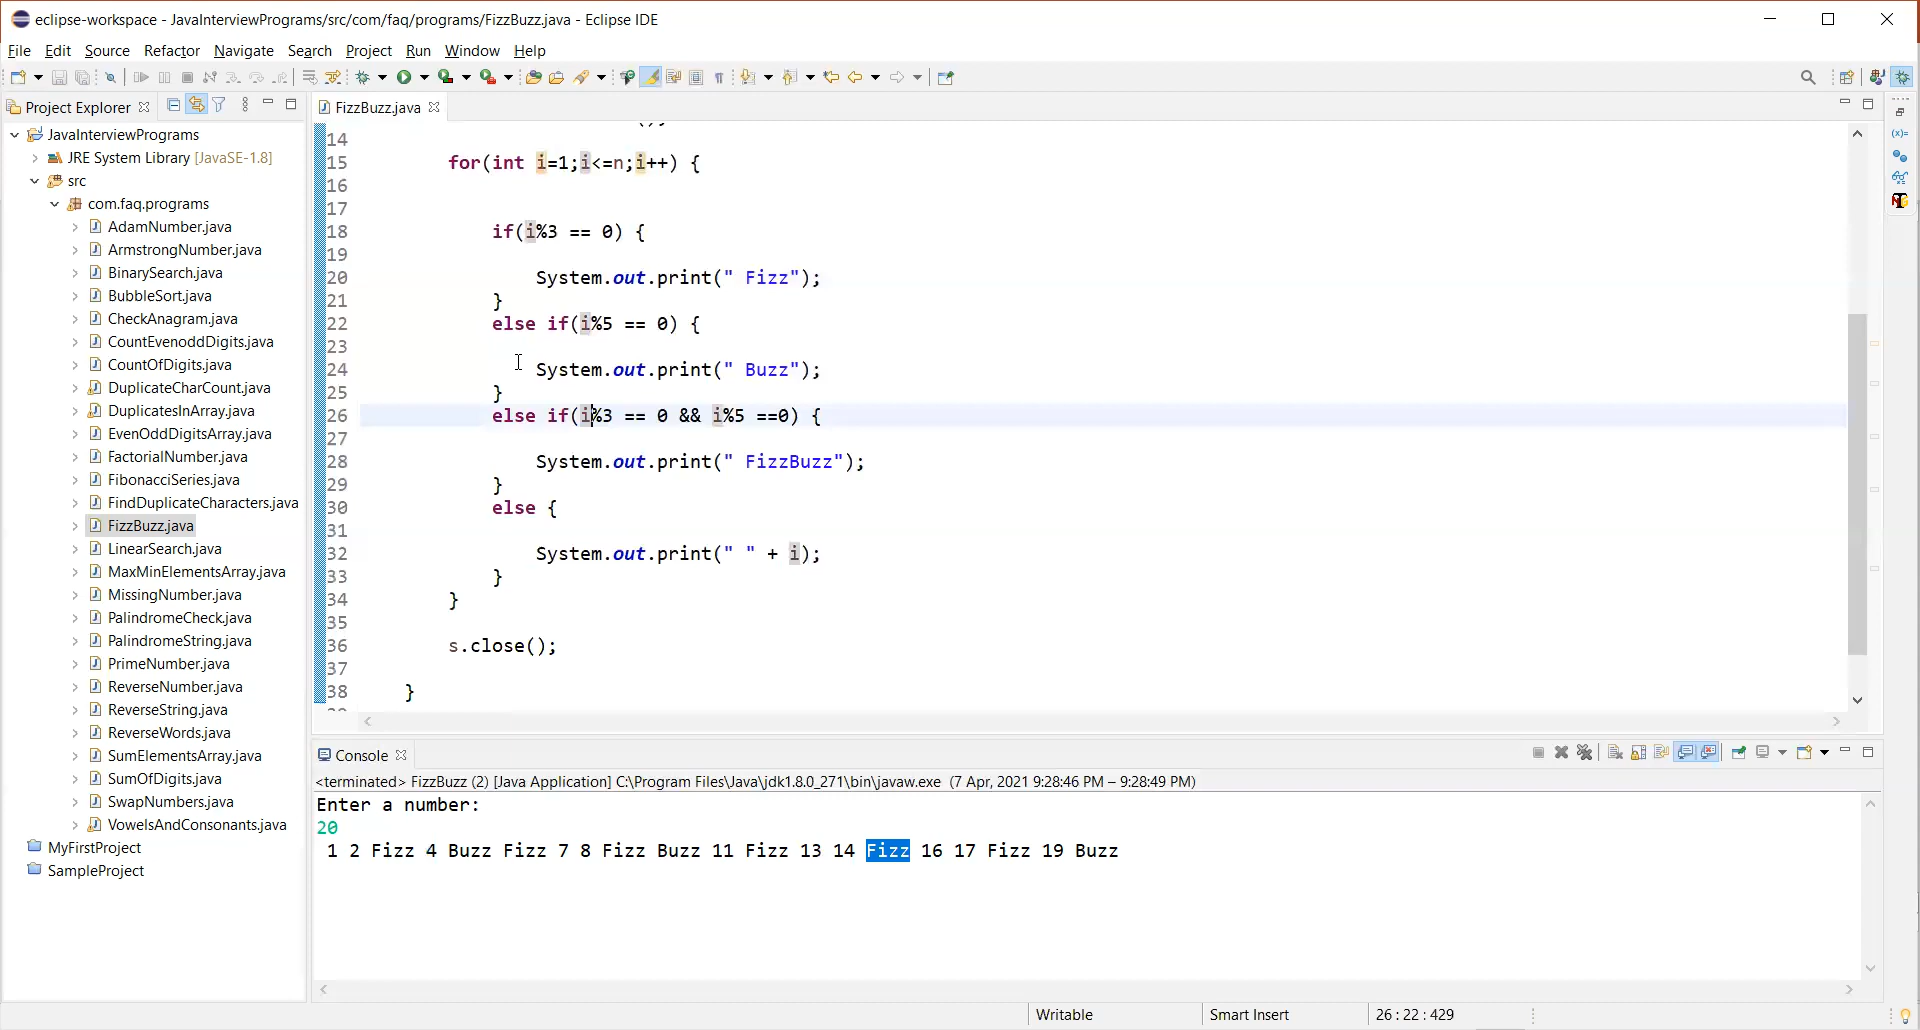 eclipse-workspace - JavaInterviewPrograms/src/com/faq/programs/FizzBuzz.java - Eclipse IDE
File Edit Source Refactor Navigate Search Project Run Window Help
Project Explorer
JavaInterviewPrograms
JRE System Library [JavaSE-1.8]
src
com.faq.programs
AdamNumber.java
ArmstrongNumber.java
BinarySearch.java
BubbleSort.java
CheckAnagram.java
CountEvenoddDigits.java
CountOfDigits.java
DuplicateCharCount.java
DuplicatesInArray.java
EvenOddDigitsArray.java
FactorialNumber.java
FibonacciSeries.java
FindDuplicateCharacters.java
FizzBuzz.java
LinearSearch.java
MaxMinElementsArray.java
MissingNumber.java
PalindromeCheck.java
PalindromeString.java
PrimeNumber.java
ReverseNumber.java
ReverseString.java
ReverseWords.java
SumElementsArray.java
SumOfDigits.java
SwapNumbers.java
VowelsAndConsonants.java
MyFirstProject
SampleProject
FizzBuzz.java
14
15 for(int i=1;i<=n;i++) {
16
17
18 if(i%3 == 0) {
19
20 System.out.print(" Fizz");
21 }
22 else if(i%5 == 0) {
23
24 System.out.print(" Buzz");
25 }
26 else if(i%3 == 0 && i%5 ==0) {
27
28 System.out.print(" FizzBuzz");
29 }
30 else {
31
32 System.out.print(" " + i);
33 }
34 }
35
36 s.close();
37
38 }
Console
<terminated> FizzBuzz (2) [Java Application] C:\Program Files\Java\jdk1.8.0_271\bin\javaw.exe (7 Apr, 2021 9:28:46 PM – 9:28:49 PM)
Enter a number:
20
1 2 Fizz 4 Buzz Fizz 7 8 Fizz Buzz 11 Fizz 13 14 Fizz 16 17 Fizz 19 Buzz
Writable Smart Insert 26 : 22 : 429